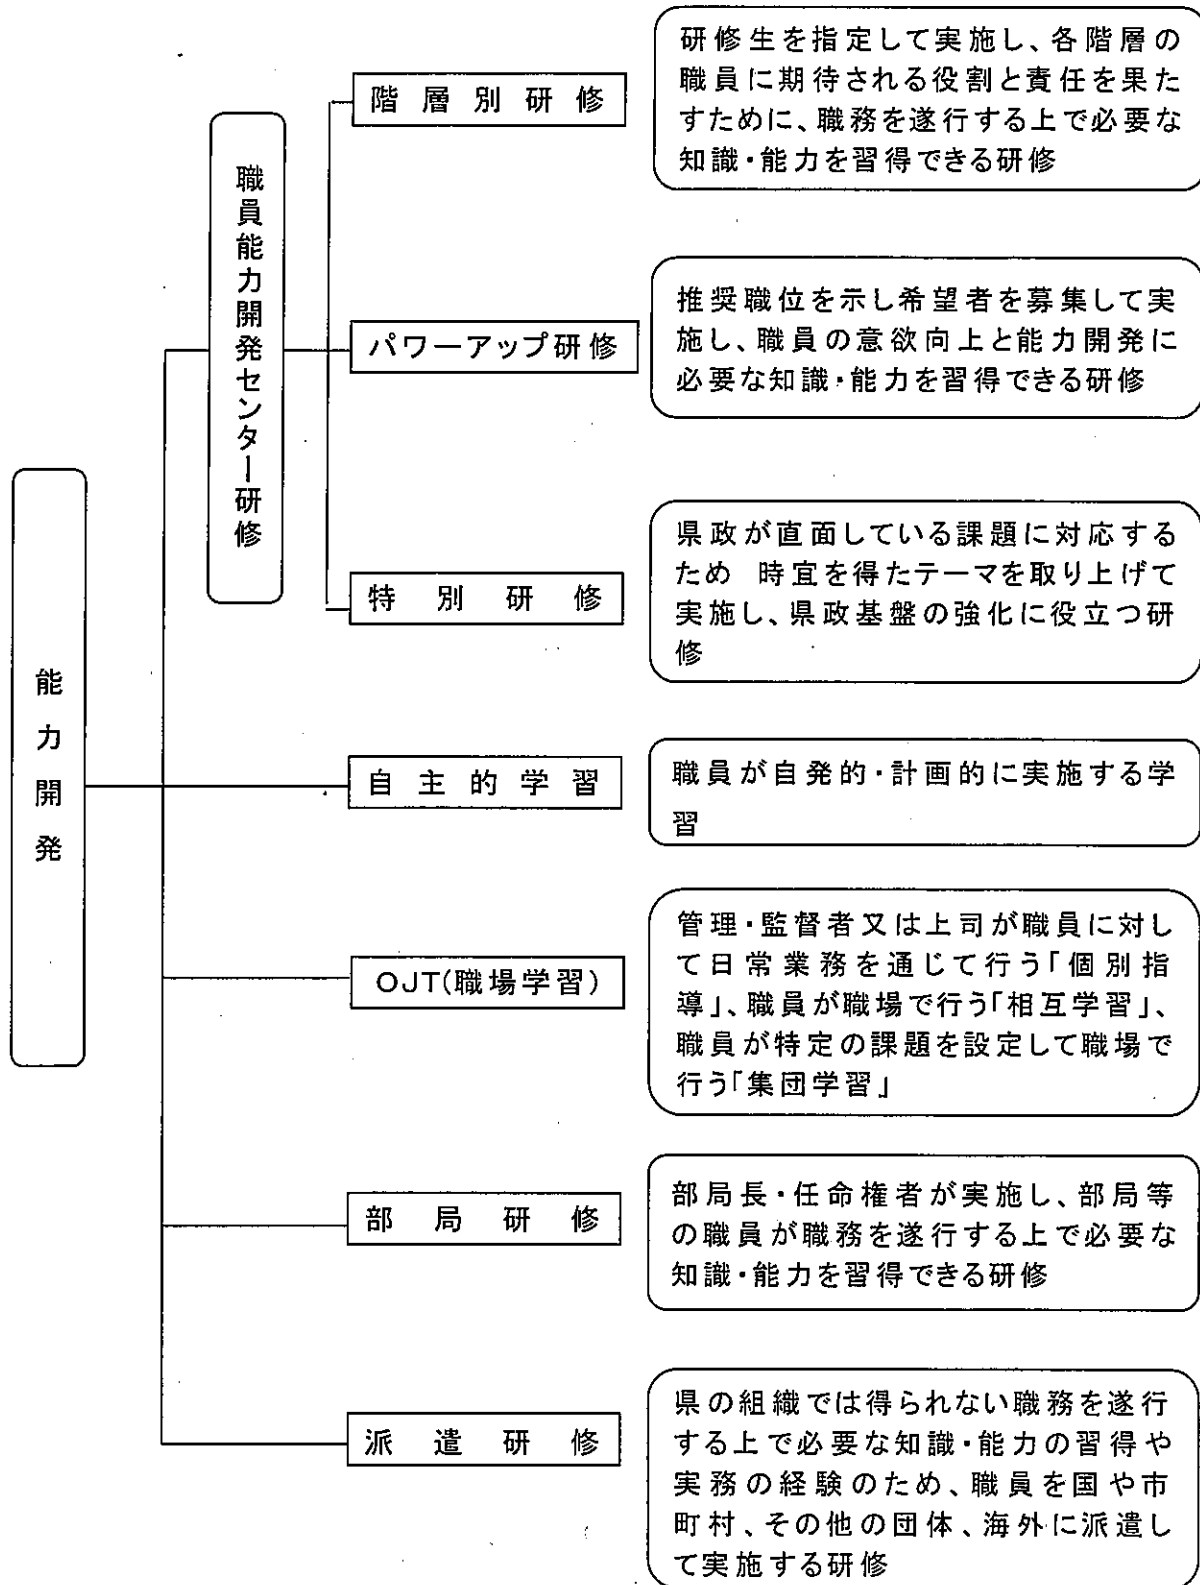 能力開発
職員能力開発センター研修
階層別研修
研修生を指定して実施し、各階層の
職員に期待される役割と責任を果た
すために、職務を遂行する上で必要な
知識・能力を習得できる研修
パワーアップ研修
推奨職位を示し希望者を募集して実
施し、職員の意欲向上と能力開発に
必要な知識・能力を習得できる研修
特別研修
県政が直面している課題に対応する
ため 時宜を得たテーマを取り上げて
実施し、県政基盤の強化に役立つ研
修
自主的学習
職員が自発的・計画的に実施する学
習
OJT(職場学習)
管理・監督者又は上司が職員に対し
て日常業務を通じて行う「個別指
導」、職員が職場で行う「相互学習」、
職員が特定の課題を設定して職場で
行う「集団学習」
部局研修
部局長・任命権者が実施し、部局等
の職員が職務を遂行する上で必要な
知識・能力を習得できる研修
派遣研修
県の組織では得られない職務を遂行
する上で必要な知識・能力の習得や
実務の経験のため、職員を国や市
町村、その他の団体、海外に派遣し
て実施する研修